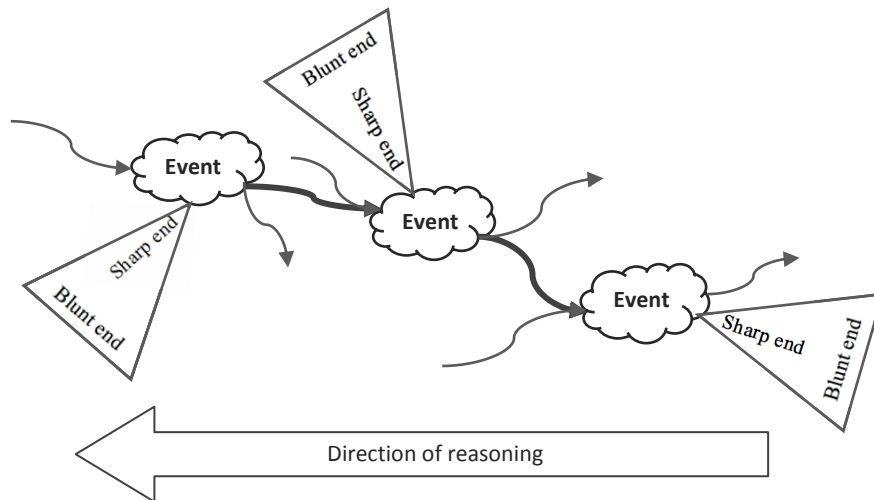 Blunt end
Sharp end
Event
Event
Sharp end
Blunt end
Event
Sharp end
Blunt end
Direction of reasoning